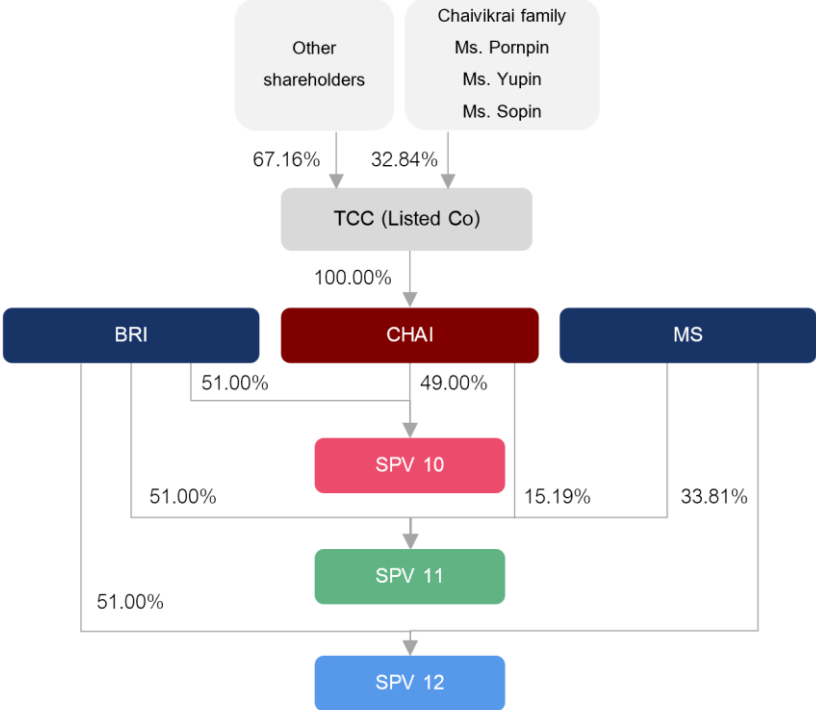 Other
shareholders
Chaivikrai family
Ms. Pornpin
Ms. Yupin
Ms. Sopin
67.16%
32.84%
TCC (Listed Co)
100.00%
BRI
CHAI
MS
51.00%
49.00%
SPV 10
51.00%
15.19%
33.81%
SPV 11
51.00%
SPV 12